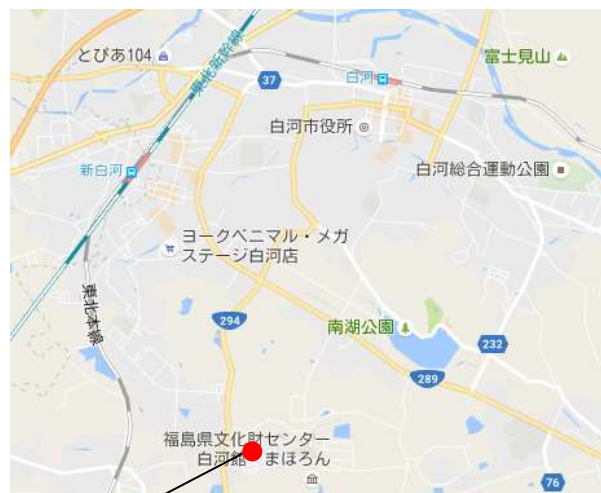 とぴあ104
東北新幹線
富士見山
37
白河
白河市役所
新白河
白河総合運動公園
ヨークベニマル・メガ
ステージ白河店
東北本線
294
南湖公園
232
289
福島県文化財センター
白河館 まほろん
76